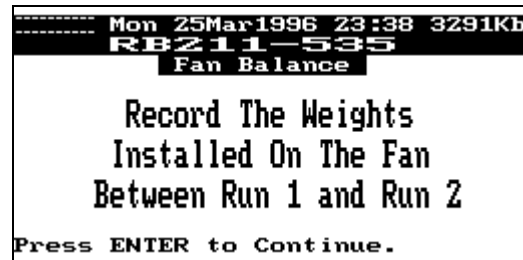 Mon 25Mar1996 23:38 3291Kb
RB211-535
Fan Balance
Record The Weights
Installed On The Fan
Between Run 1 and Run 2
Press ENTER to Continue.